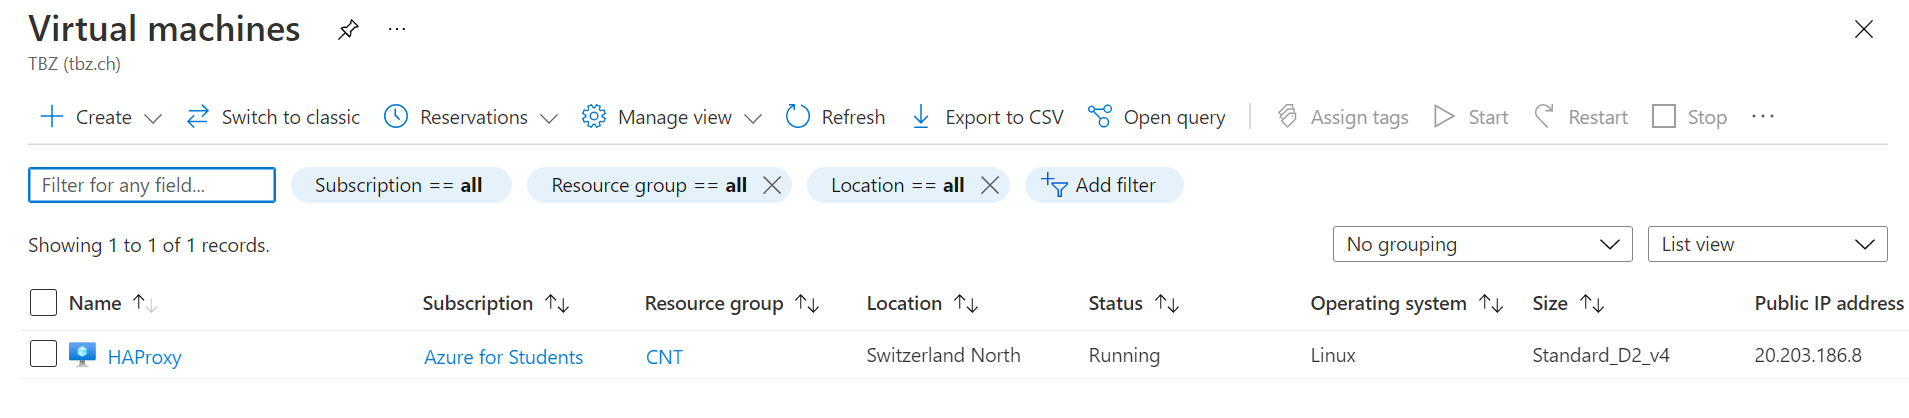 Virtual machines
TBZ (tbz.ch)
Create Switch to classic Reservations Manage view Refresh Export to CSV Open query Assign tags Start Restart Stop
Filter for any field... Subscription == all Resource group == all Location == all Add filter
Showing 1 to 1 of 1 records. No grouping List view
Name Subscription Resource group Location Status Operating system Size Public IP address
HAProxy Azure for Students CNT Switzerland North Running Linux Standard_D2_v4 20.203.186.8